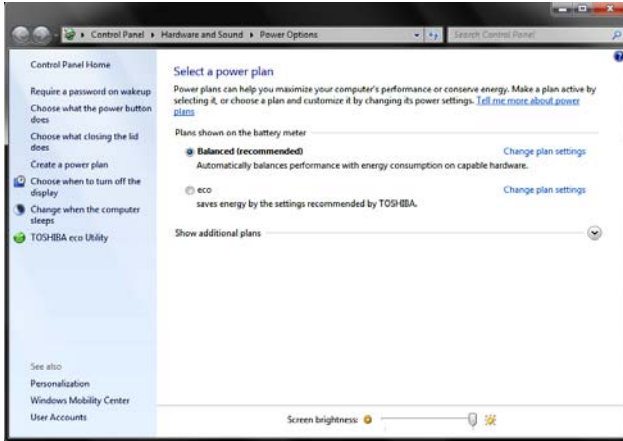 Control Panel ▸ Hardware and Sound ▸ Power Options
Search Control Panel
Control Panel Home
Require a password on wakeup
Choose what the power button
does
Choose what closing the lid
does
Create a power plan
Choose when to turn off the
display
Change when the computer
sleeps
TOSHIBA eco Utility
See also
Personalization
Windows Mobility Center
User Accounts
Select a power plan
Power plans can help you maximize your computer's performance or conserve energy. Make a plan active by
selecting it, or choose a plan and customize it by changing its power settings. Tell me more about power
plans
Plans shown on the battery meter
Balanced (recommended) Change plan settings
Automatically balances performance with energy consumption on capable hardware.
eco Change plan settings
saves energy by the settings recommended by TOSHIBA.
Show additional plans
Screen brightness: